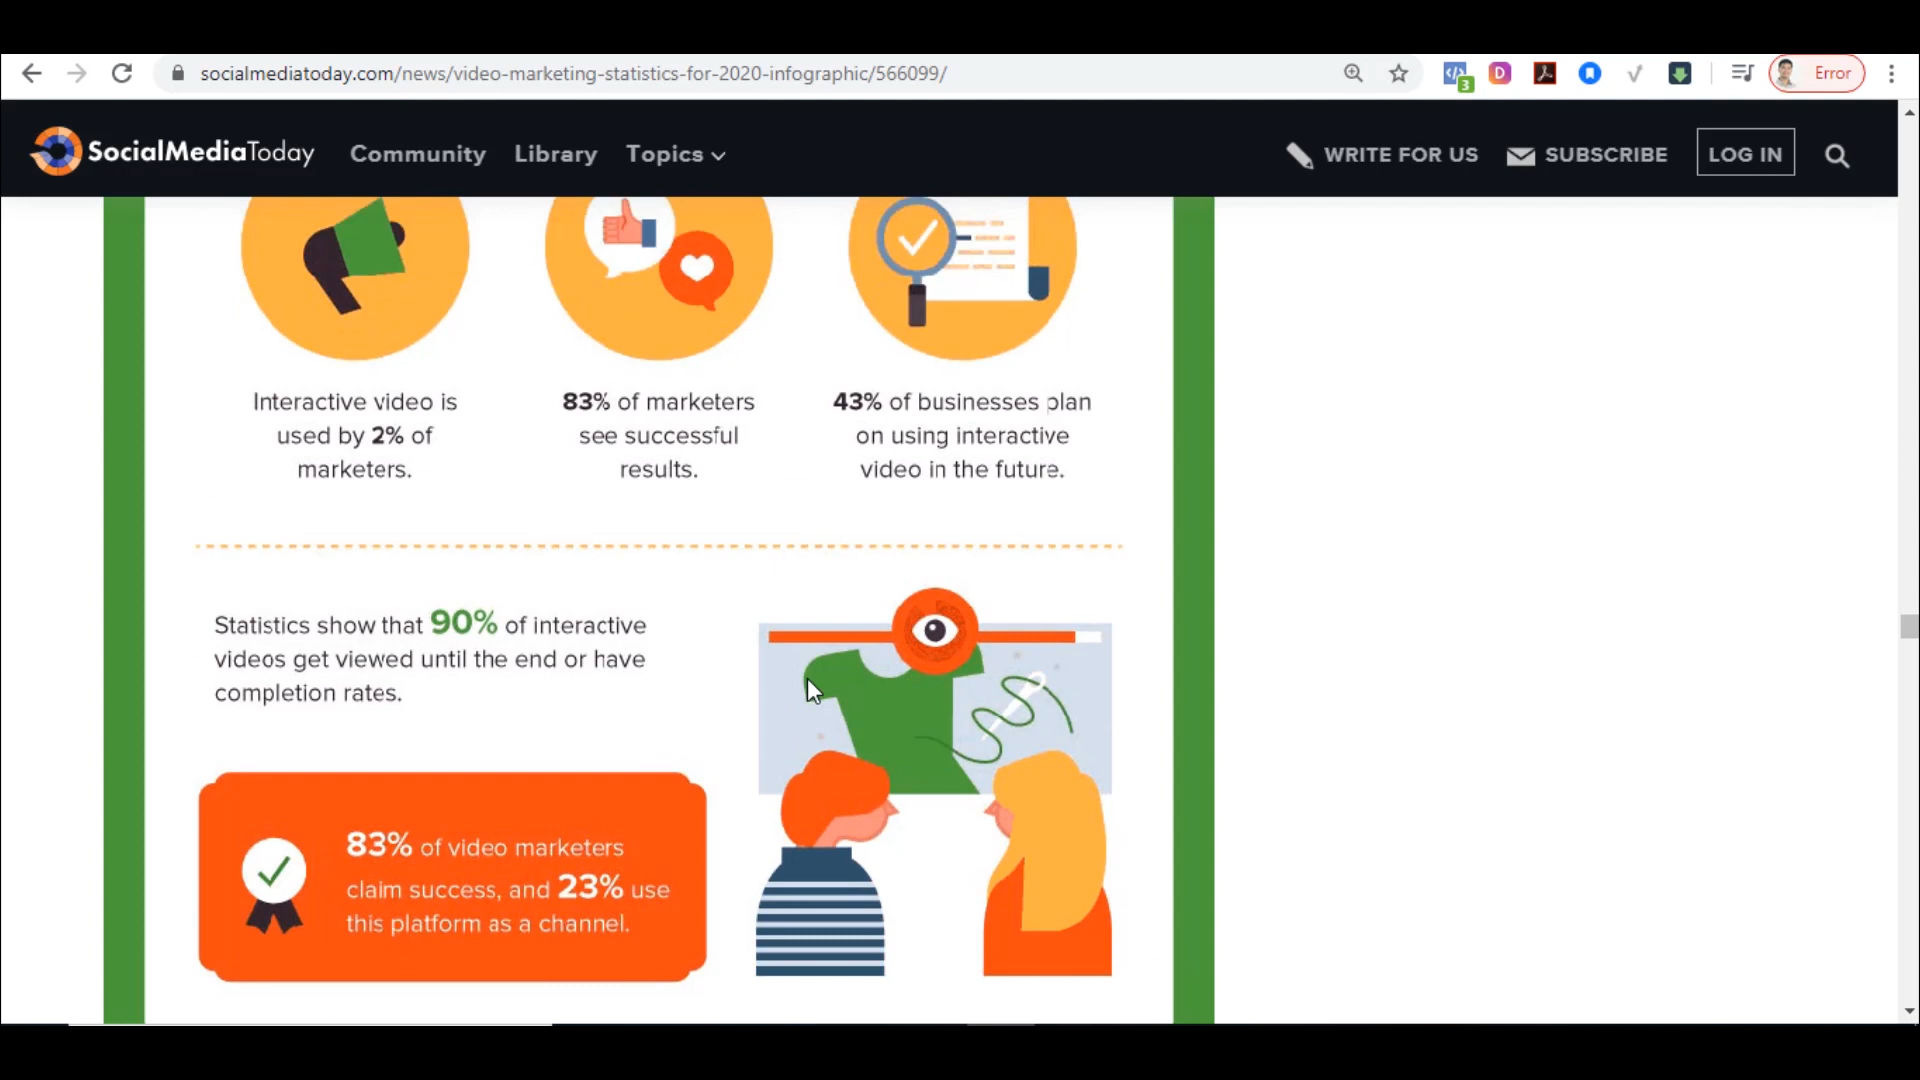 socialmediatoday.com/news/video-marketing-statistics-for-2020-infographic/566099/
3
D
Error
SocialMediaToday
Community
Library
Topics
WRITE FOR US
SUBSCRIBE
LOG IN
Interactive video is
used by 2% of
marketers.
83% of marketers
see successful
results.
43% of businesses plan
on using interactive
video in the future.
Statistics show that 90% of interactive
videos get viewed until the end or have
completion rates.
83% of video marketers
claim success, and 23% use
this platform as a channel.